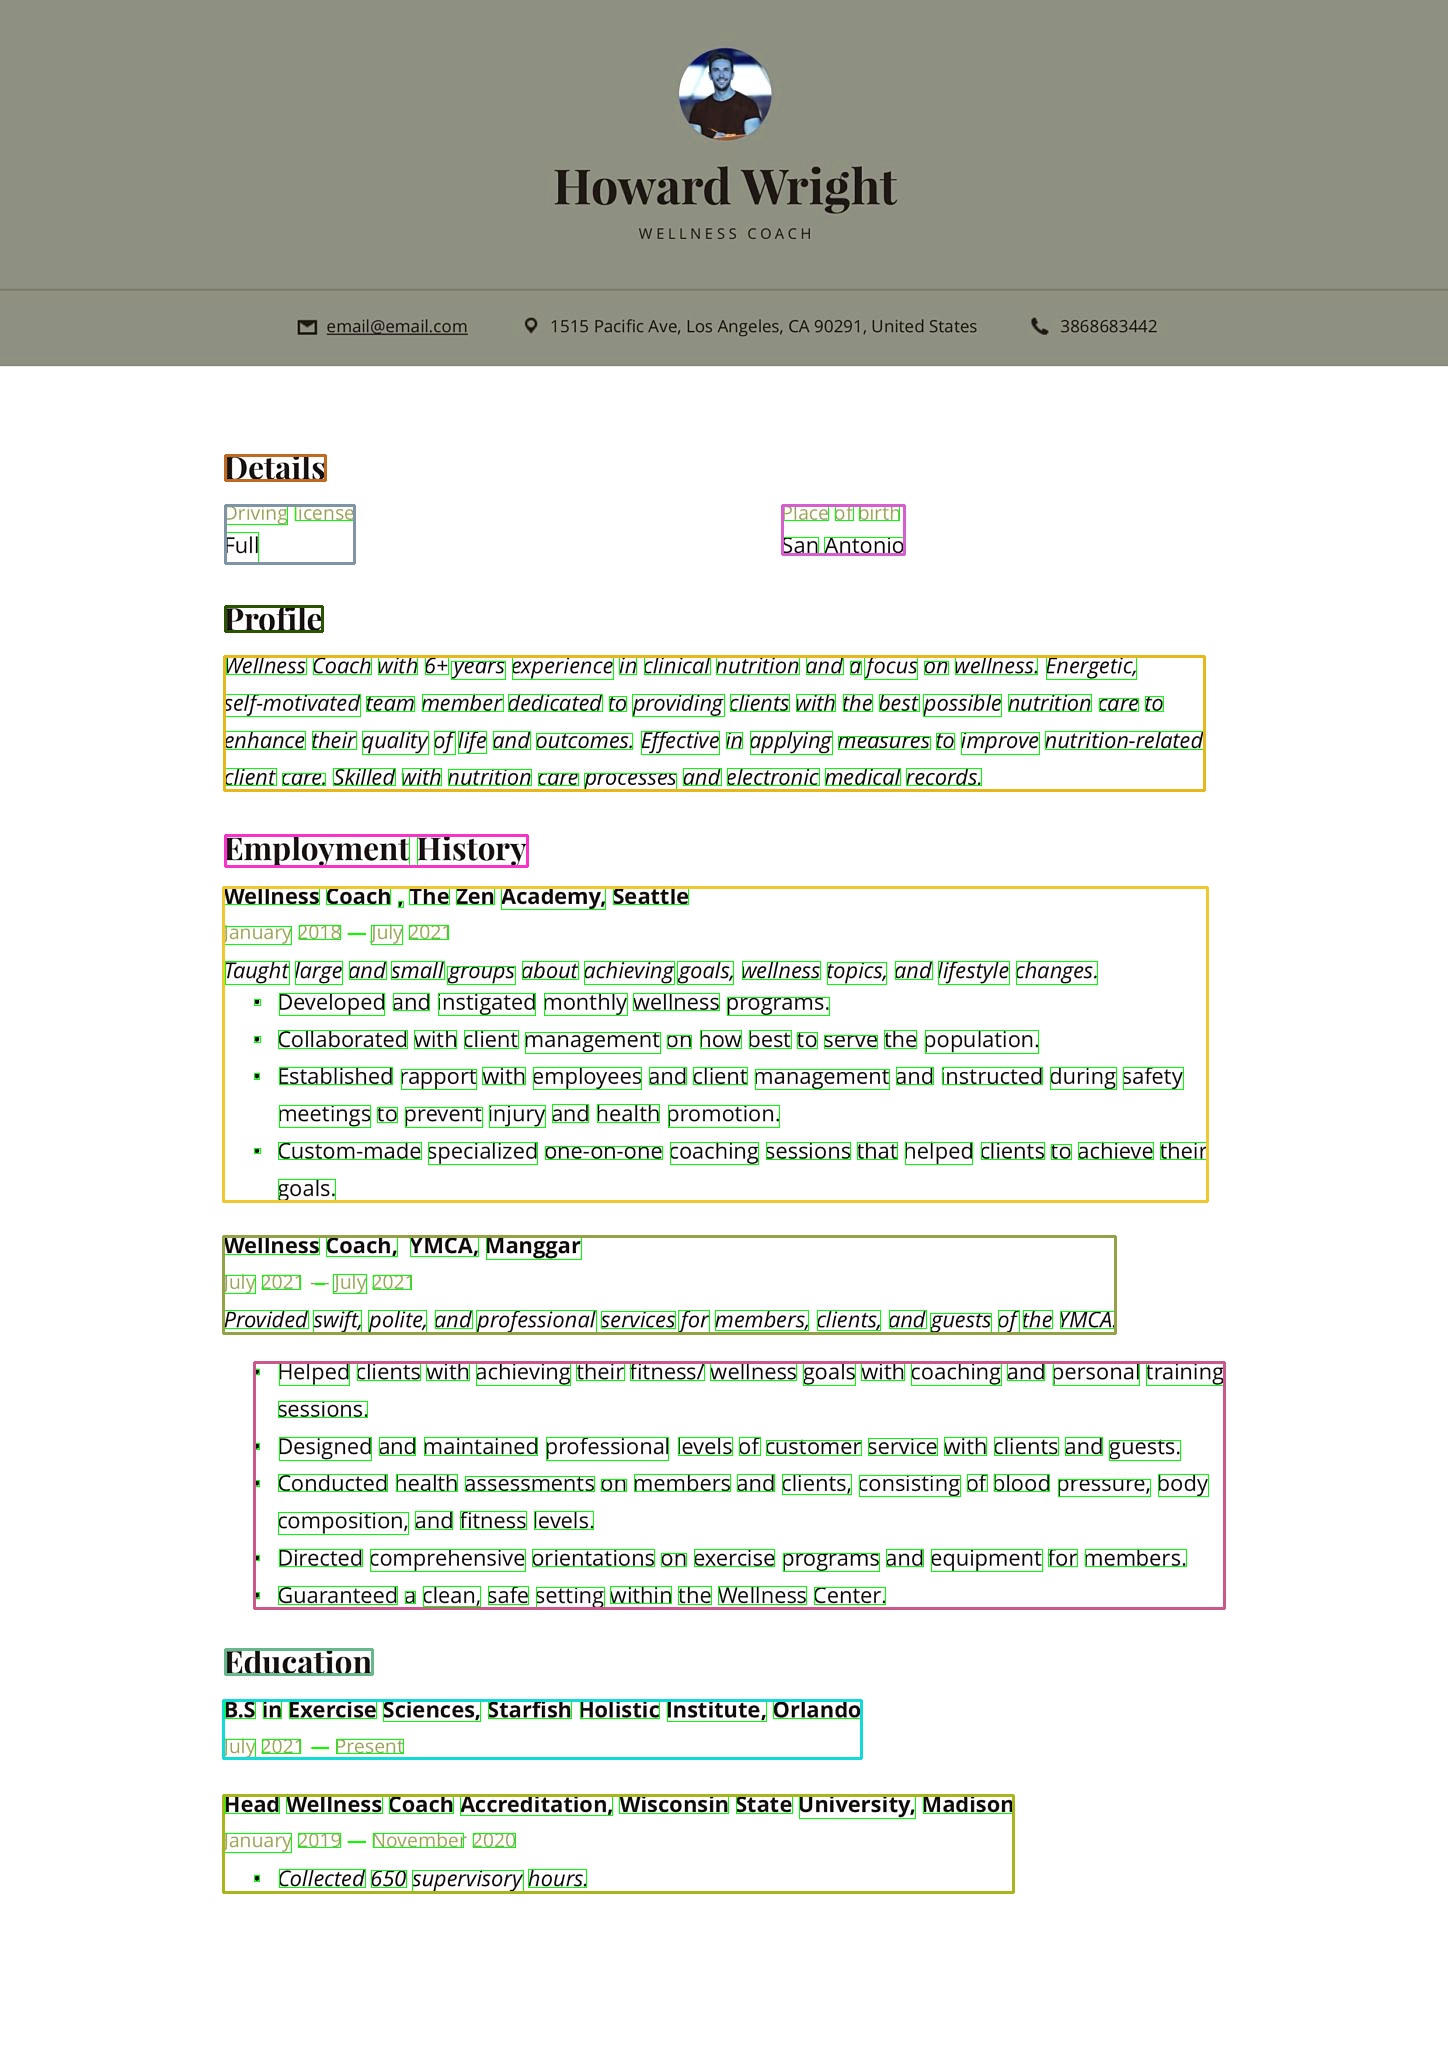 Howard Wright
WELLNESS COACH
email@email.com
1515 Pacific Ave, Los Angeles, CA 90291, United States
3868683442
Details
Driving license
Full
Place of birth
San Antonio
Profile
Wellness Coach with 6+ years experience in clinical nutrition and a focus on wellness. Energetic,
self-motivated team member dedicated to providing clients with the best possible nutrition care to
enhance their quality of life and outcomes. Effective in applying measures to improve nutrition-related
client care. Skilled with nutrition care processes and electronic medical records.
Employment History
Wellness Coach , The Zen Academy, Seattle
January 2018 — July 2021
Taught large and small groups about achieving goals, wellness topics, and lifestyle changes.
▪ Developed and instigated monthly wellness programs.
▪ Collaborated with client management on how best to serve the population.
▪ Established rapport with employees and client management and instructed during safety
meetings to prevent injury and health promotion.
▪ Custom-made specialized one-on-one coaching sessions that helped clients to achieve their
goals.
Wellness Coach, YMCA, Manggar
July 2021 — July 2021
Provided swift, polite, and professional services for members, clients, and guests of the YMCA.
▪ Helped clients with achieving their fitness/ wellness goals with coaching and personal training
sessions.
▪ Designed and maintained professional levels of customer service with clients and guests.
▪ Conducted health assessments on members and clients, consisting of blood pressure, body
composition, and fitness levels.
▪ Directed comprehensive orientations on exercise programs and equipment for members.
▪ Guaranteed a clean, safe setting within the Wellness Center.
Education
B.S in Exercise Sciences, Starfish Holistic Institute, Orlando
July 2021 — Present
Head Wellness Coach Accreditation, Wisconsin State University, Madison
January 2019 — November 2020
▪ Collected 650 supervisory hours.